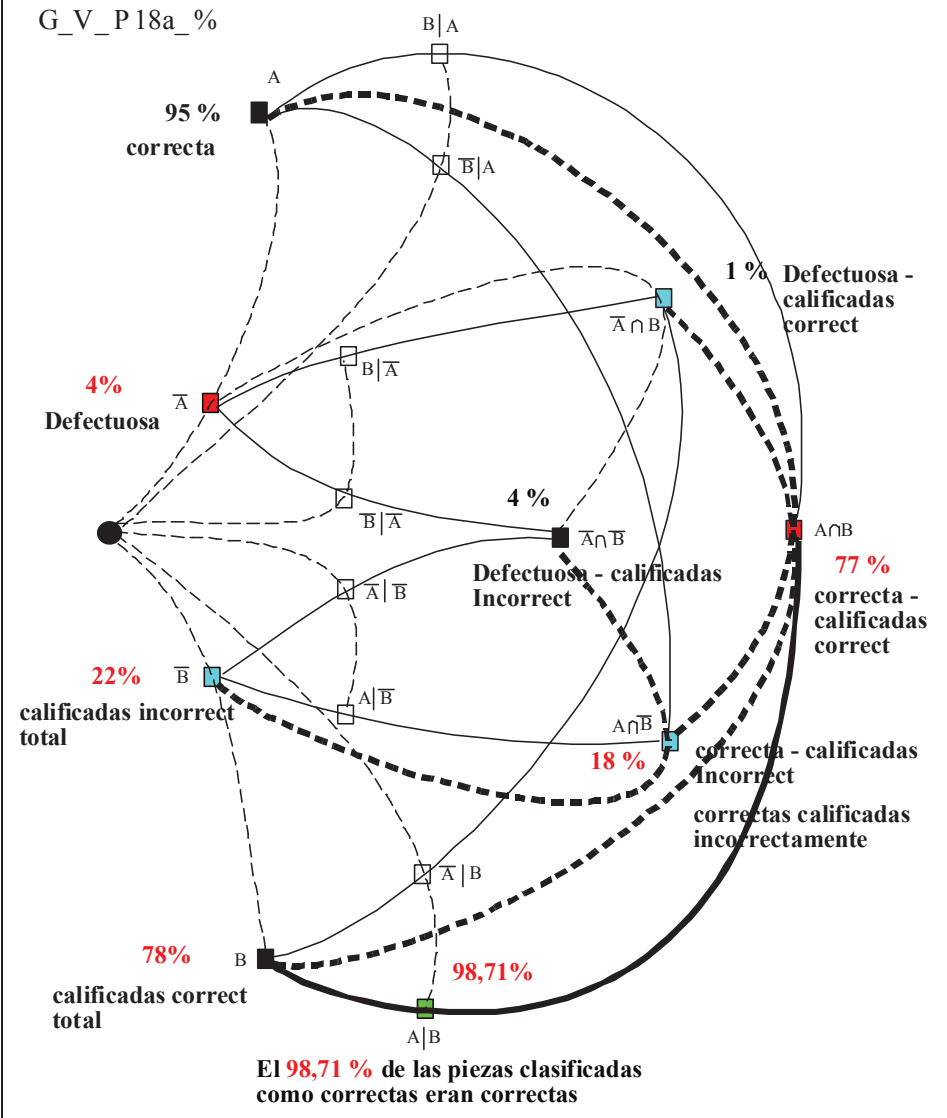 G_V_P18a_%
B|A
A
95 %
correcta
B̅|A
1 %
Defectuosa -
calificadas
correct
A̅∩B
B|A̅
4%
A̅
Defectuosa
B̅|A̅
4 %
A̅∩B̅
A∩B
Defectuosa - calificadas
Incorrect
77 %
correcta -
calificadas
correct
A̅|B̅
22%
B̅
calificadas incorrect
total
A|B̅
A∩B̅
18 %
correcta - calificadas
Incorrect
correctas calificadas
incorrectamente
A̅|B
78%
B
98,71%
calificadas correct
total
A|B
El 98,71 % de las piezas clasificadas
como correctas eran correctas